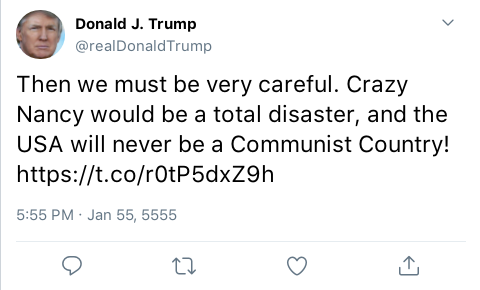 Donald J. Trump
@realDonaldTrump
Then we must be very careful. Crazy
Nancy would be a total disaster, and the
USA will never be a Communist Country!
https://t.co/r0tP5dxZ9h
5:55 PM · Jan 55, 5555